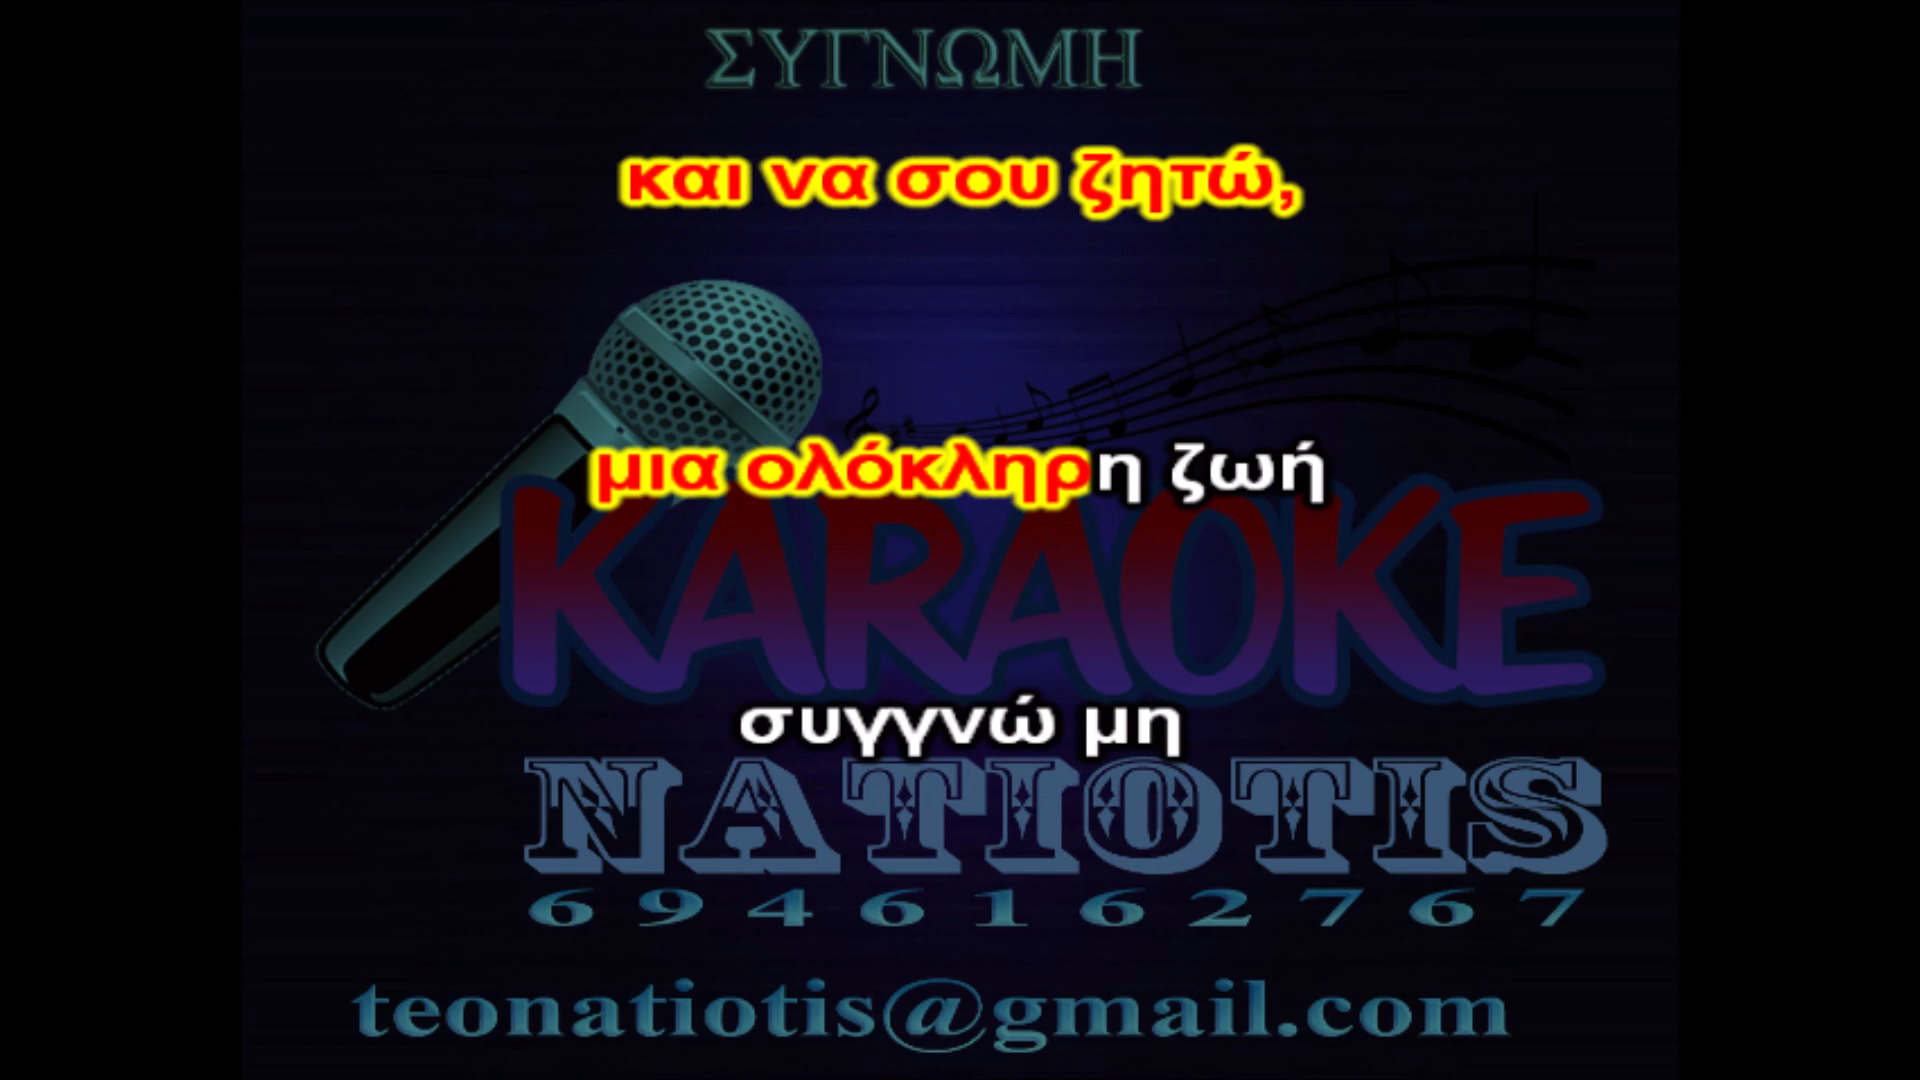 ΣΥΓΝΩΜΗ
και να σου ζητώ,
μια ολόκληρη ζωή
KARAOKE
συγγνώ μη
NATIOTIS
6946162767
teonatiotis@gmail.com